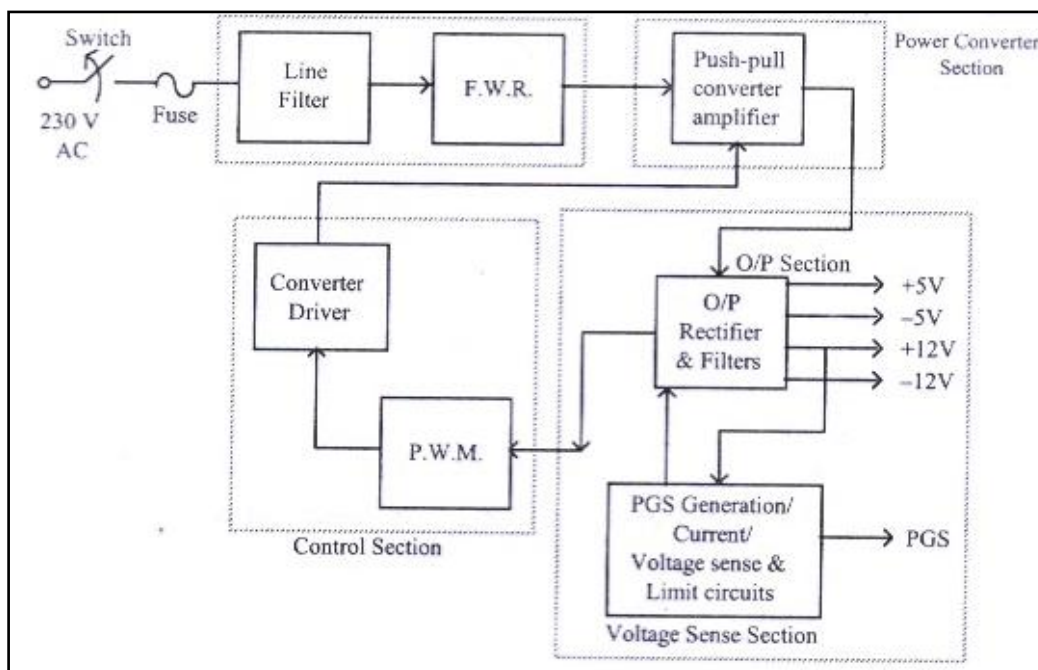 Switch
230 V
AC
Fuse
Line
Filter
F.W.R.
Push-pull
converter
amplifier
Power Converter
Section
Converter
Driver
P.W.M.
Control Section
O/P Section
O/P
Rectifier
& Filters
+5V
–5V
+12V
–12V
PGS Generation/
Current/
Voltage sense &
Limit circuits
PGS
Voltage Sense Section